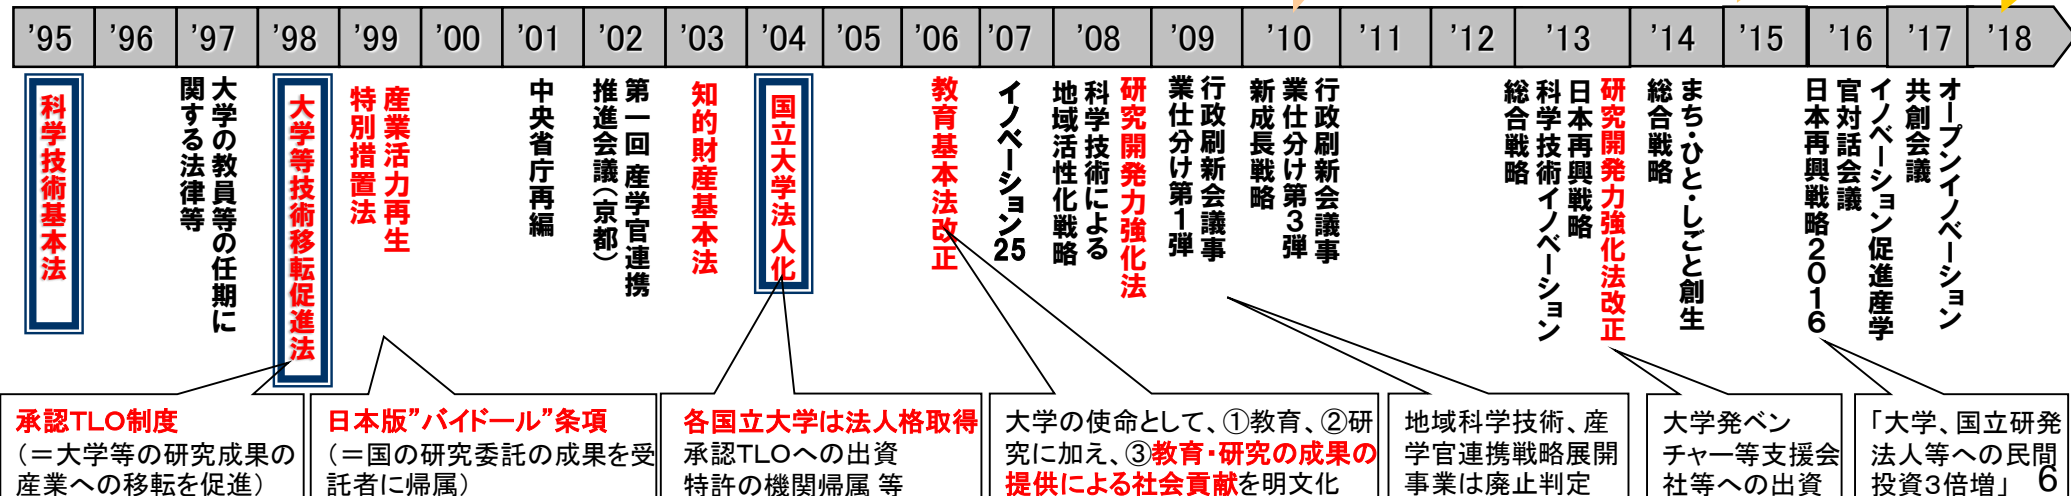 '95
'96
'97
'98
'99
'00
'01
'02
'03
'04
'05
'06
'07
'08
'09
'10
'11
'12
'13
'14
'15
'16
'17
'18
科学技術基本法
大学の教員等の任期に
関する法律等
大学等技術移転促進法
産業活力再生
特別措置法
中央省庁再編
第一回 産学官連携
推進会議(京都)
知的財産基本法
国立大学法人化
教育基本法改正
イノベーション25
研究開発力強化法
科学技術による
地域活性化戦略
行政刷新会議事
業仕分け第1弾
行政刷新会議事
業仕分け第3弾
新成長戦略
研究開発力強化法改正
日本再興戦略
科学技術イノベーション
総合戦略
まち・ひと・しごと創生
総合戦略
イノベーション促進産学
官対話会議
日本再興戦略2016
オープンイノベーション
共創会議
承認TLO制度
(=大学等の研究成果の
産業への移転を促進)
日本版”バイドール”条項
(=国の研究委託の成果を受
託者に帰属)
各国立大学は法人格取得
承認TLOへの出資
特許の機関帰属 等
大学の使命として、①教育、②研
究に加え、③教育・研究の成果の
提供による社会貢献を明文化
地域科学技術、産
学官連携戦略展開
事業は廃止判定
大学発ベン
チャー等支援会
社等への出資
「大学、国立研発
法人等への民間
投資3倍増」
6